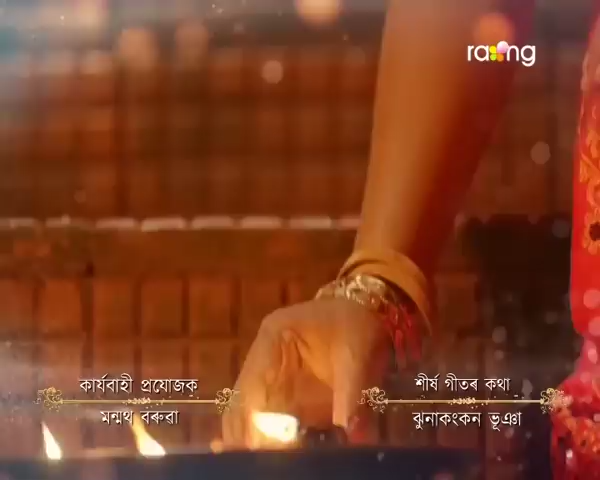 rang
কাৰ্যবাহী প্ৰযোজক
মন্মথ বৰুৱা
শীৰ্ষ গীতৰ কথা
ঝুনাকংকন ভূঞা